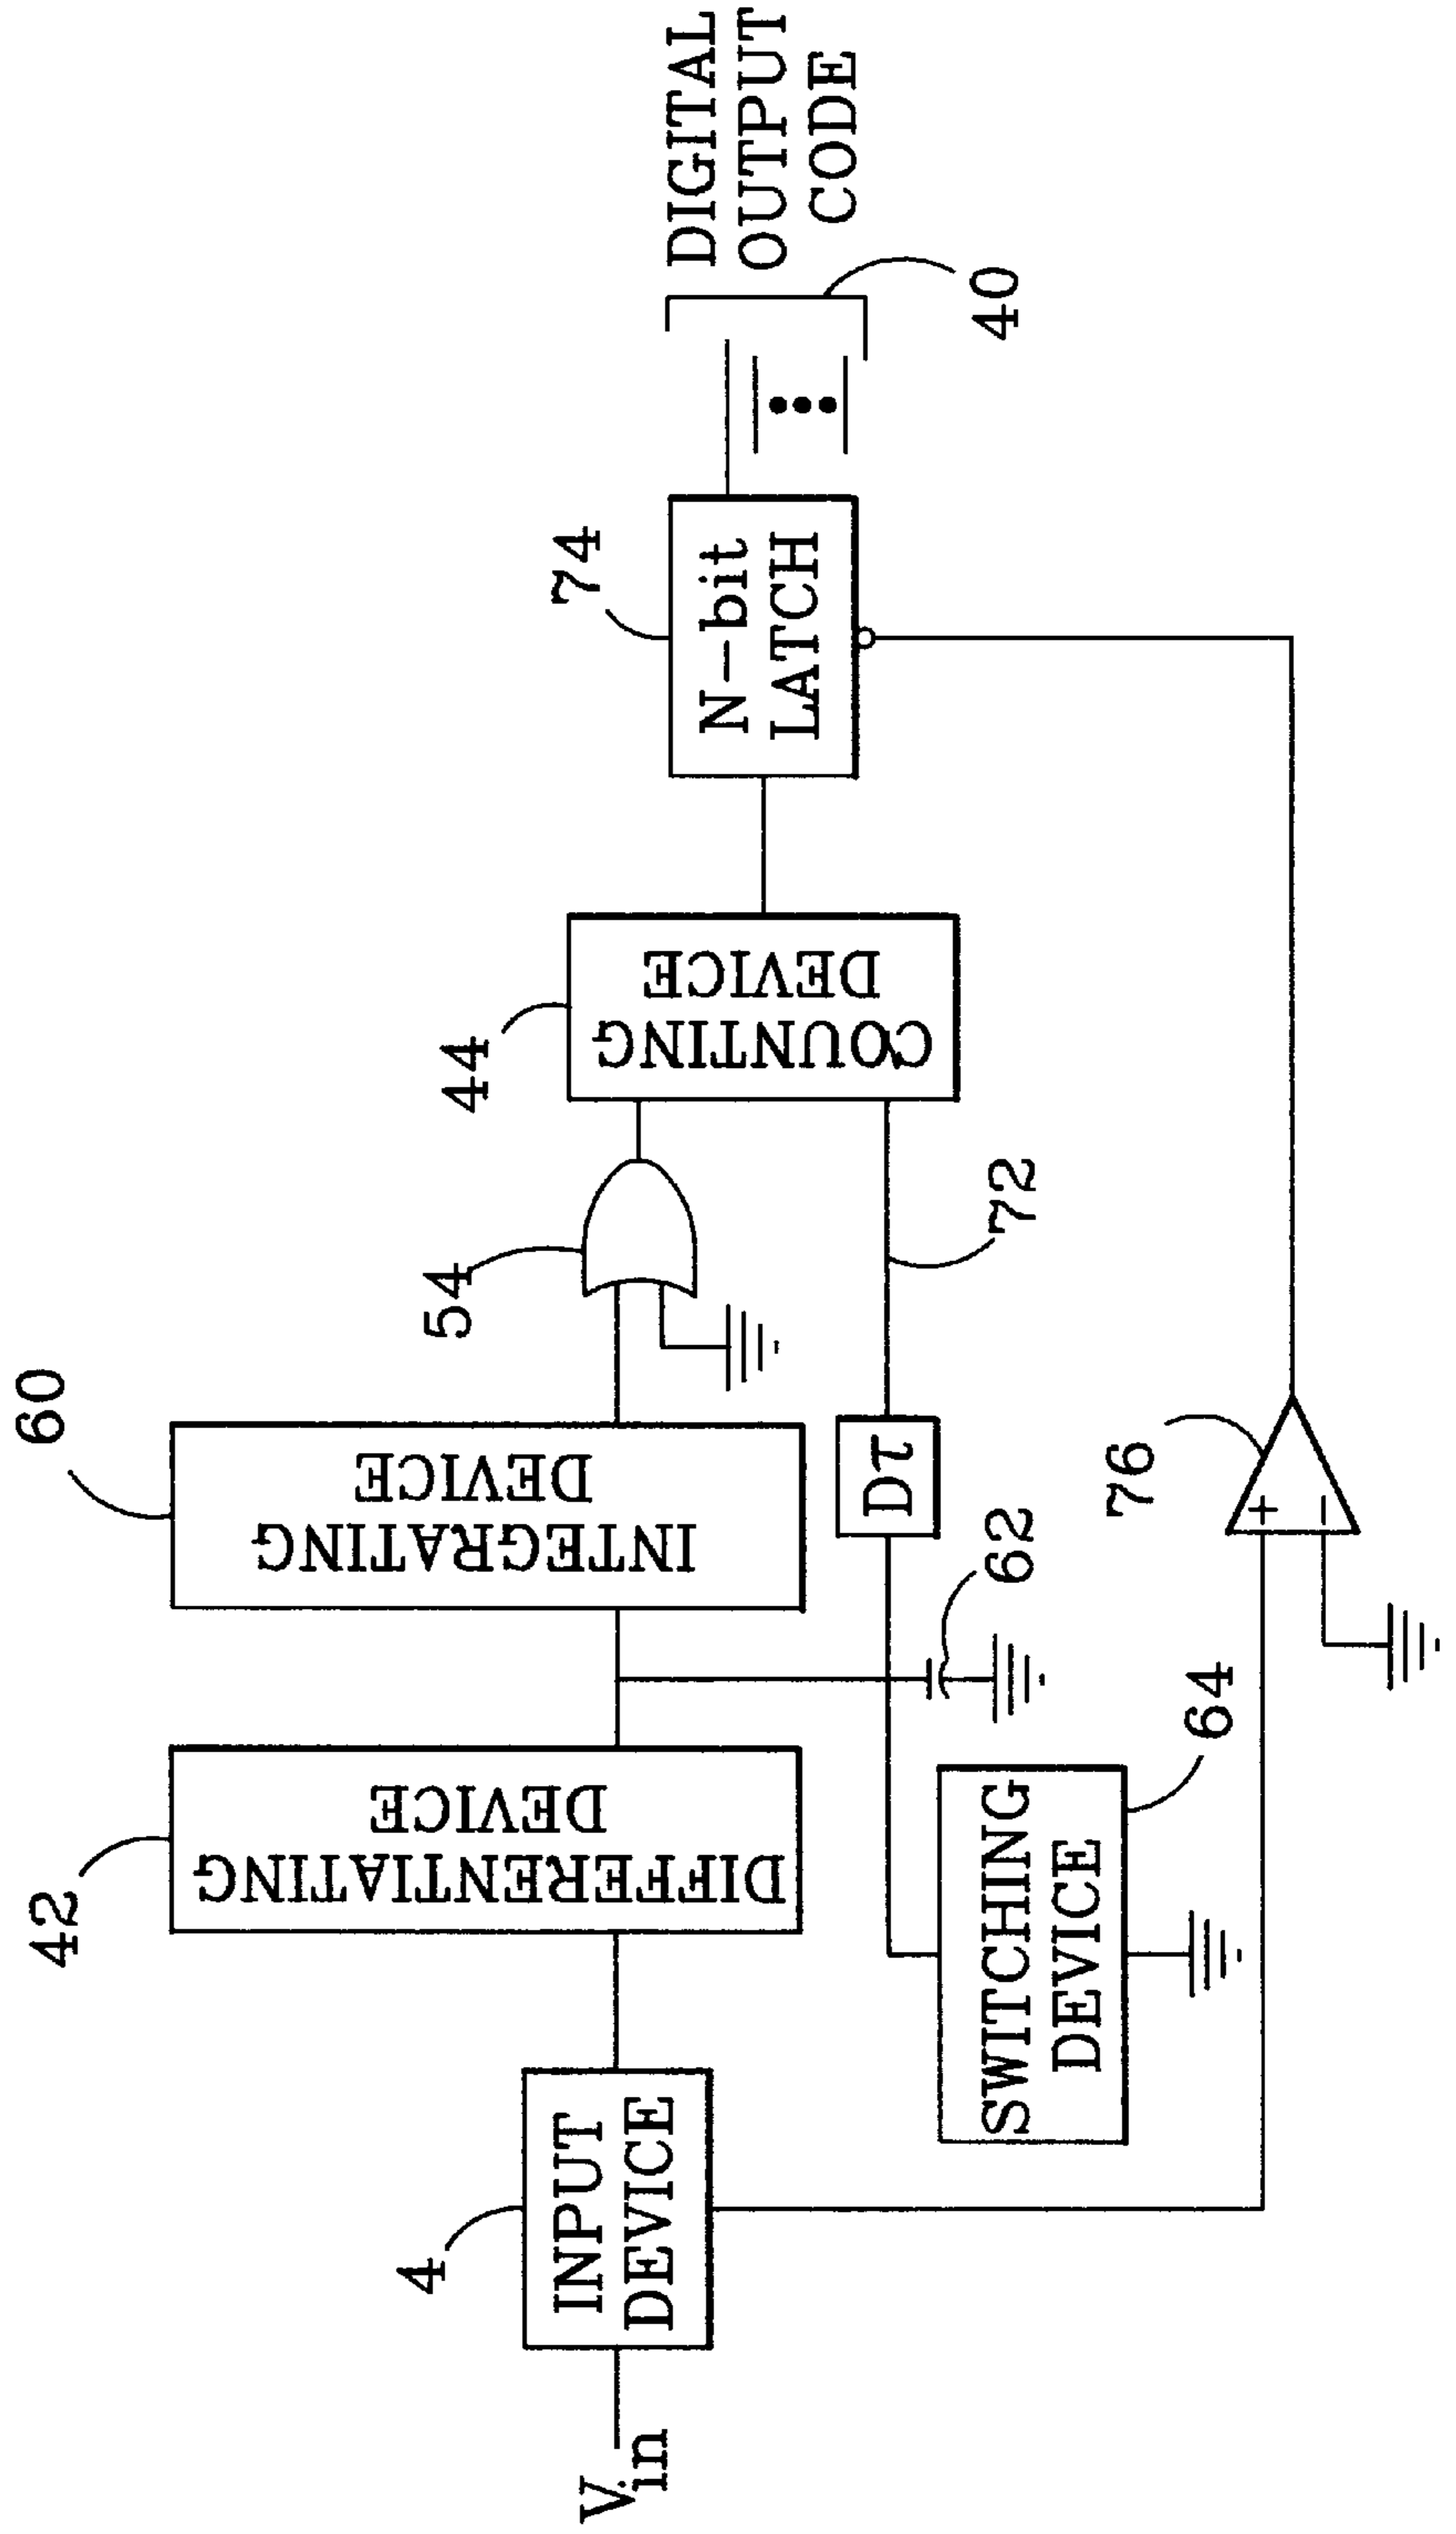 V_in
4
INPUT
DEVICE
42
DIFFERENTIATING
DEVICE
60
INTEGRATING
DEVICE
62
SWITCHING
DEVICE
64
54
Dτ
72
44
COUNTING
DEVICE
74
N-bit
LATCH
76
+
−
DIGITAL
OUTPUT
CODE
40